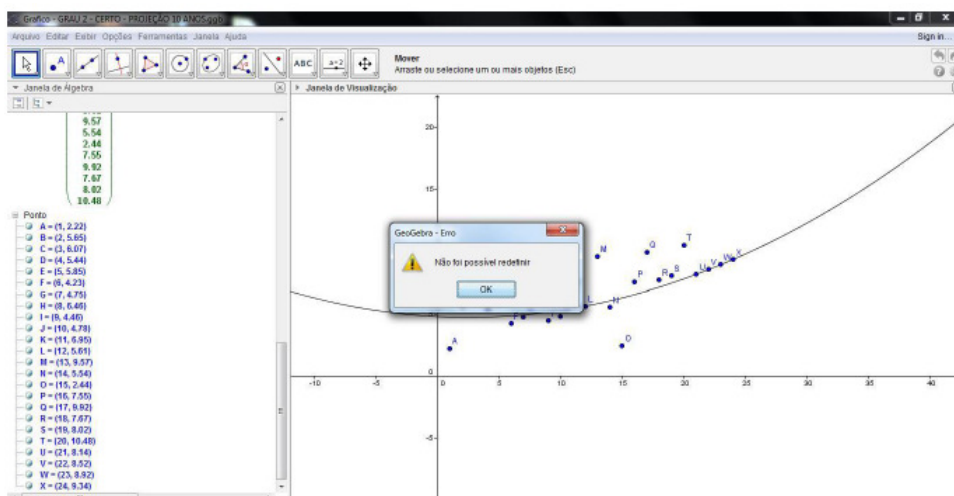 Grafico - GRAU 2 - CERTO - PROJEÇÃO 10 ANOS.ggb
Arquivo Editar Exibir Opções Ferramentas Janela Ajuda
Sign in...
ABC
a=2
Mover
Arraste ou selecione um ou mais objetos (Esc)
Janela de Álgebra
Janela de Visualização
9.57
5.54
2.44
7.55
9.92
7.67
8.02
10.48
Ponto
A = (1, 2.22)
B = (2, 5.65)
C = (3, 6.07)
D = (4, 5.44)
E = (5, 5.85)
F = (6, 4.23)
G = (7, 4.75)
H = (8, 6.46)
I = (9, 4.46)
J = (10, 4.78)
K = (11, 6.95)
L = (12, 5.61)
M = (13, 9.57)
N = (14, 5.54)
O = (15, 2.44)
P = (16, 7.55)
Q = (17, 9.92)
R = (18, 7.67)
S = (19, 8.02)
T = (20, 10.48)
U = (21, 8.14)
V = (22, 8.52)
W = (23, 8.92)
X = (24, 9.34)
GeoGebra - Erro
Não foi possível redefinir
OK
20
15
0
-5
-10
-5
0
5
10
15
20
25
30
35
40
A
L
M
N
O
P
Q
R
S
T
U
V
W
X